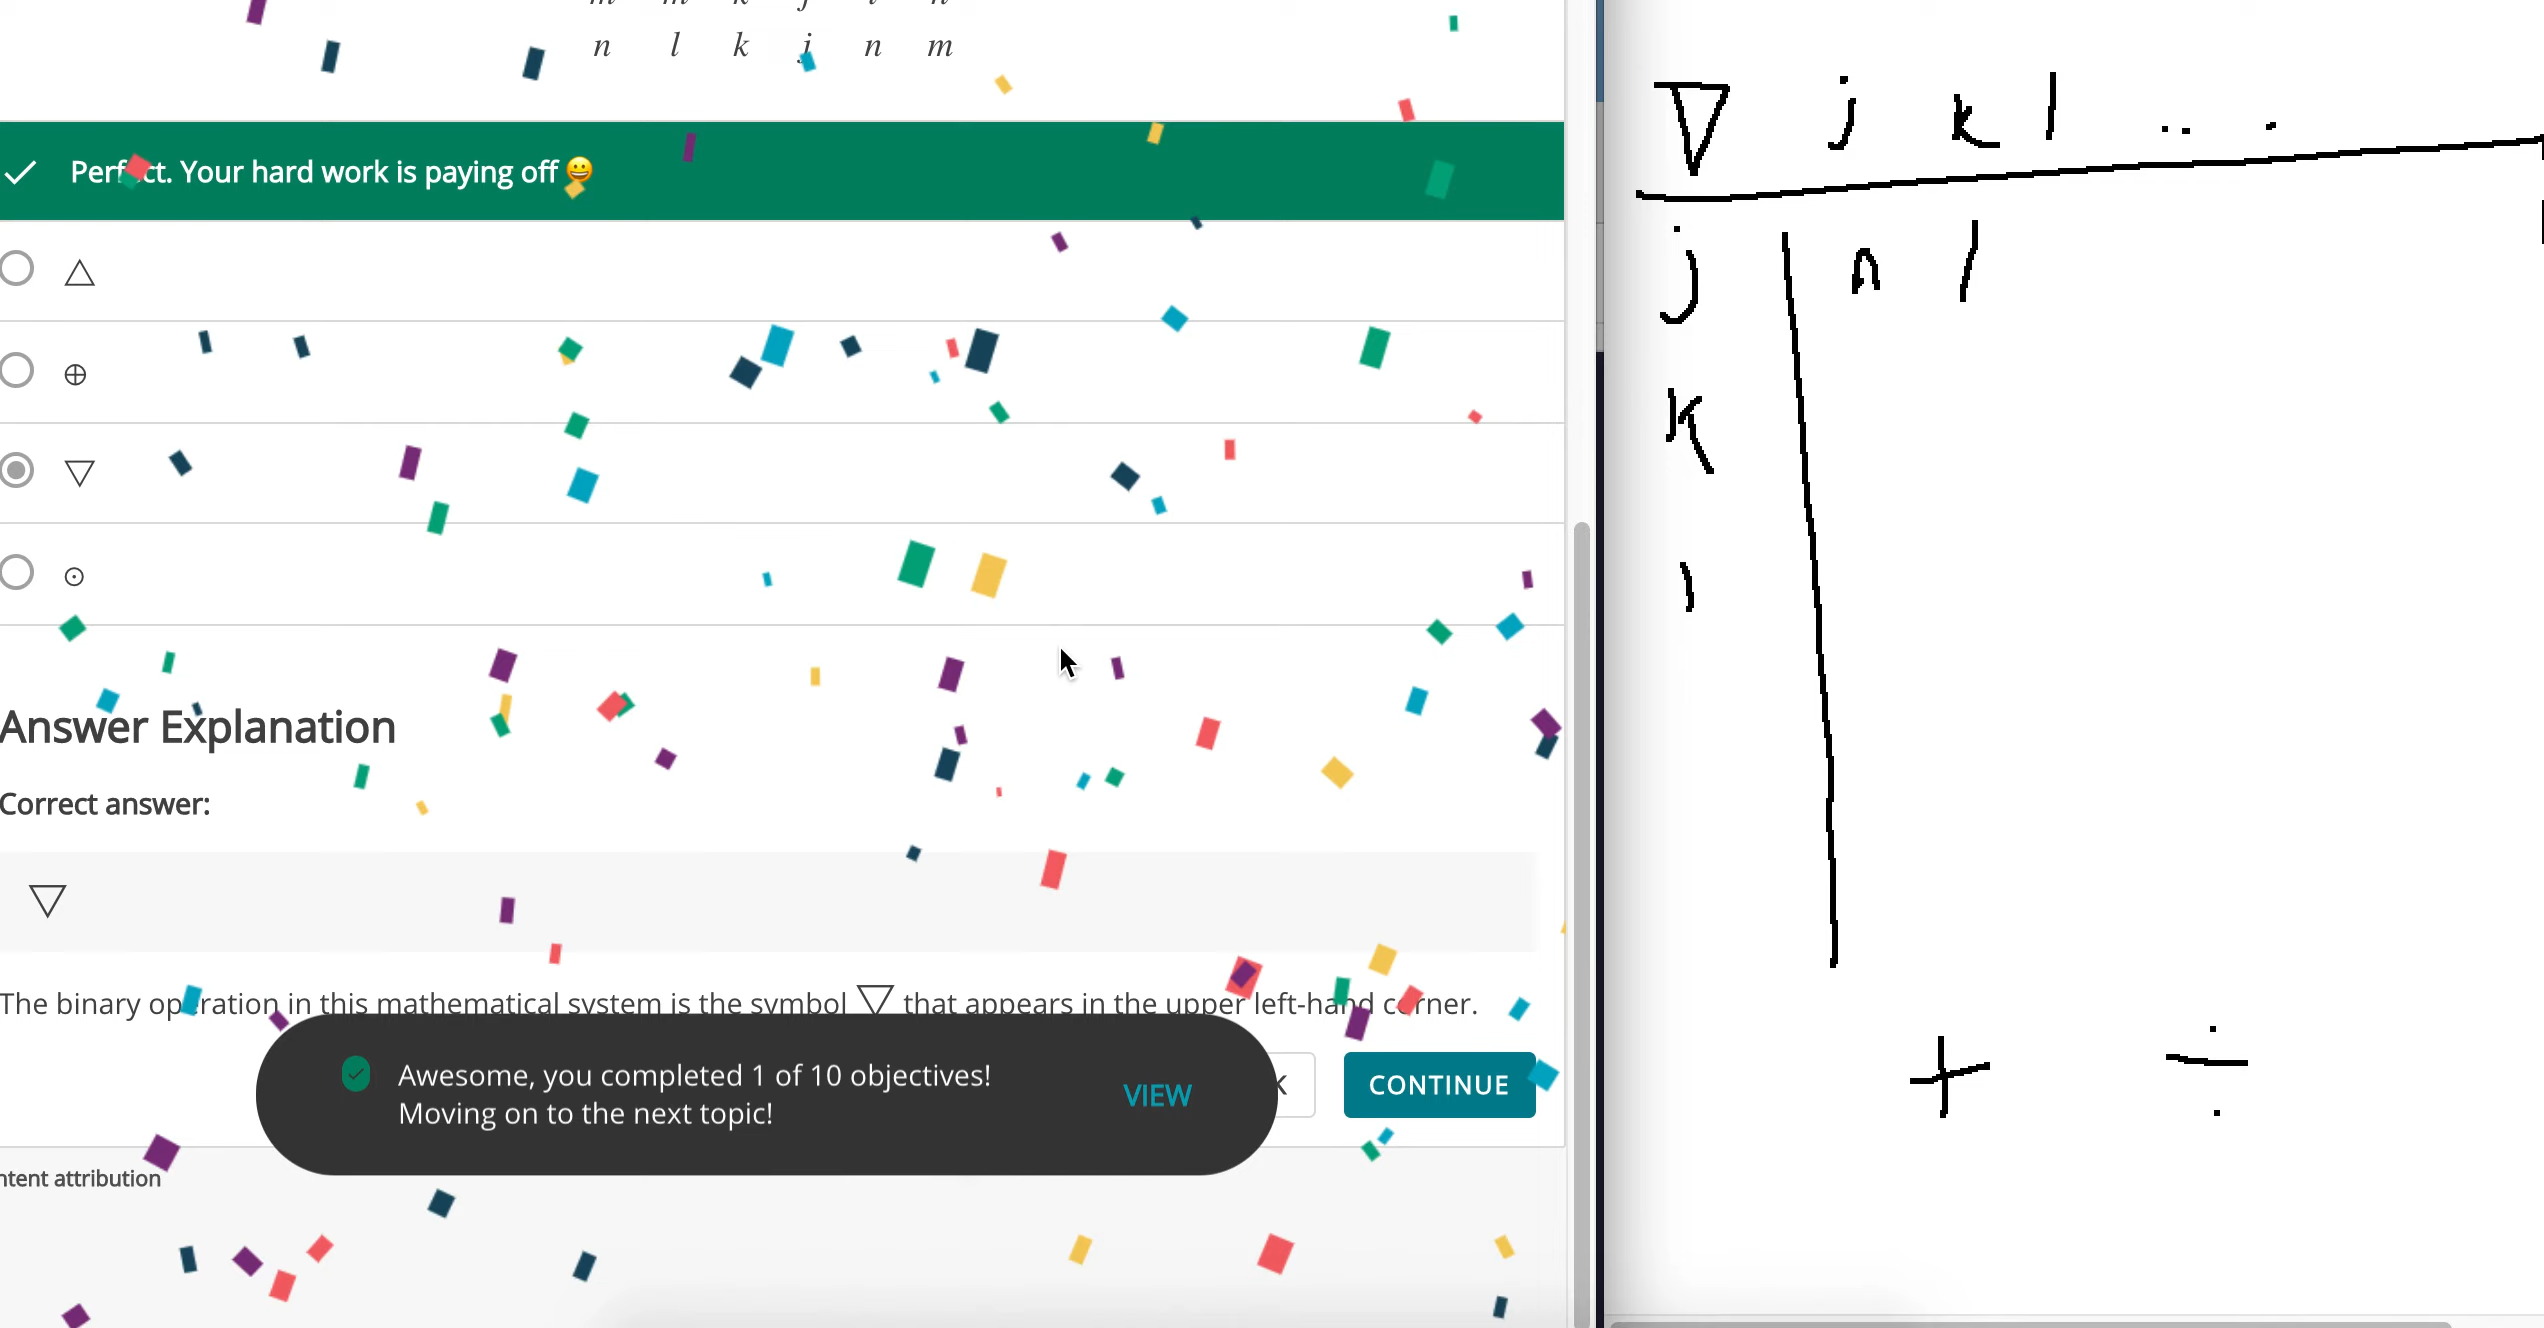 n l k j n m
Perfect. Your hard work is paying off 😀
△
⊕
▽
⊙
Answer Explanation
Correct answer:
▽
The binary operation in this mathematical system is the symbol ▽ that appears in the upper left-hand corner.
Awesome, you completed 1 of 10 objectives!
Moving on to the next topic!
VIEW
CONTINUE
ntent attribution
▽ j k l ...
j n l
k
l
+ ÷